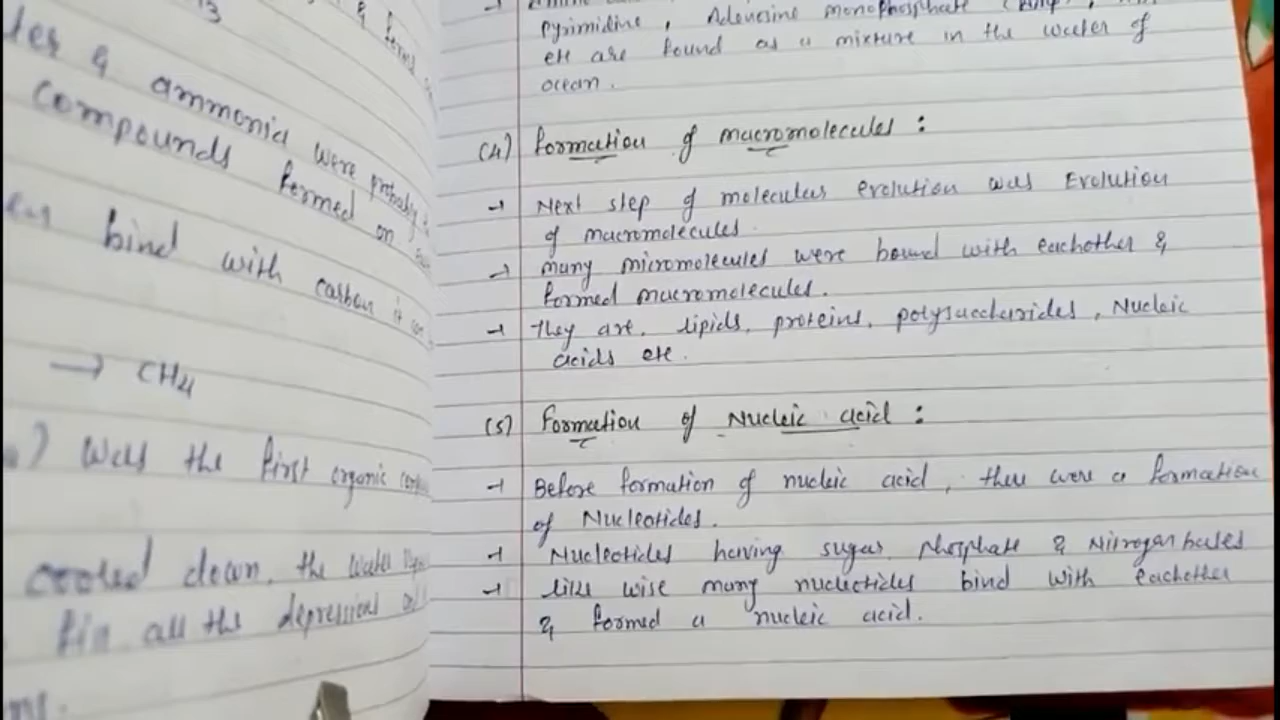 13
& ammonia were probably
compounds formed on
bind with carbon it
→ CH4
was the first organic
cooled down, the water
fin all the depressions
pyrimidine, Adenosine monophosphate
etc are found as a mixture in the water of
ocean.
(4) Formation of macromolecules :
→ Next step of molecular evolution was Evolution
of macromolecules.
→ many micromolecules were bound with eachother &
formed macromolecules.
→ They are, lipids, proteins, polysaccharides, Nucleic
acids etc.
(5) Formation of Nucleic acid :
→ Before formation of nucleic acid, there were a formation
of Nucleotides.
→ Nucleotides having sugar phosphate & Nitrogen bases
→ like wise many nucleotides bind with eachother
& formed a nucleic acid.